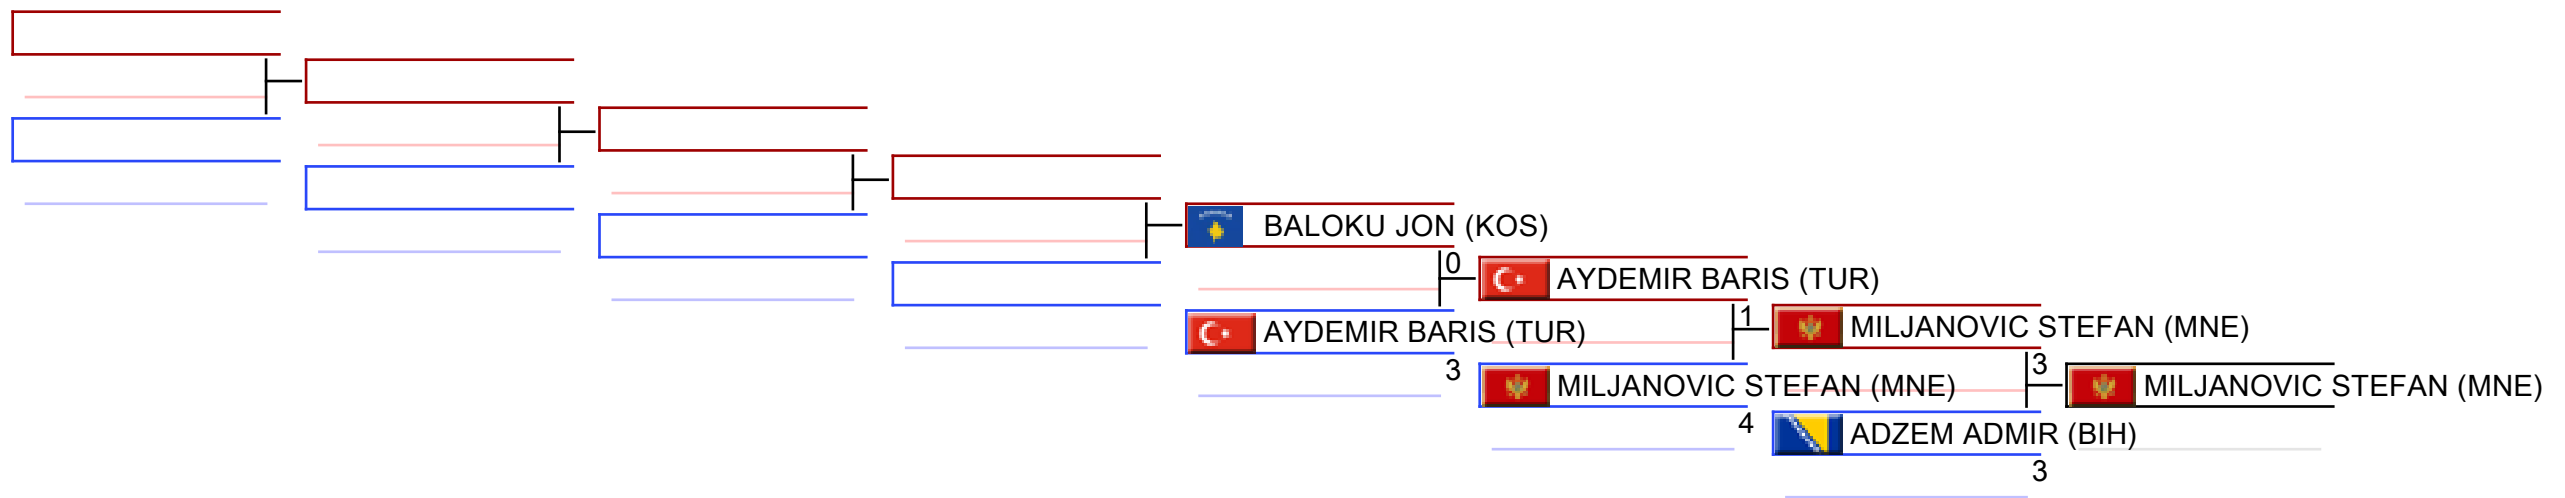 BALOKU JON (KOS)
0
AYDEMIR BARIS (TUR)
AYDEMIR BARIS (TUR)
3
1
MILJANOVIC STEFAN (MNE)
MILJANOVIC STEFAN (MNE)
4
3
MILJANOVIC STEFAN (MNE)
ADZEM ADMIR (BIH)
3